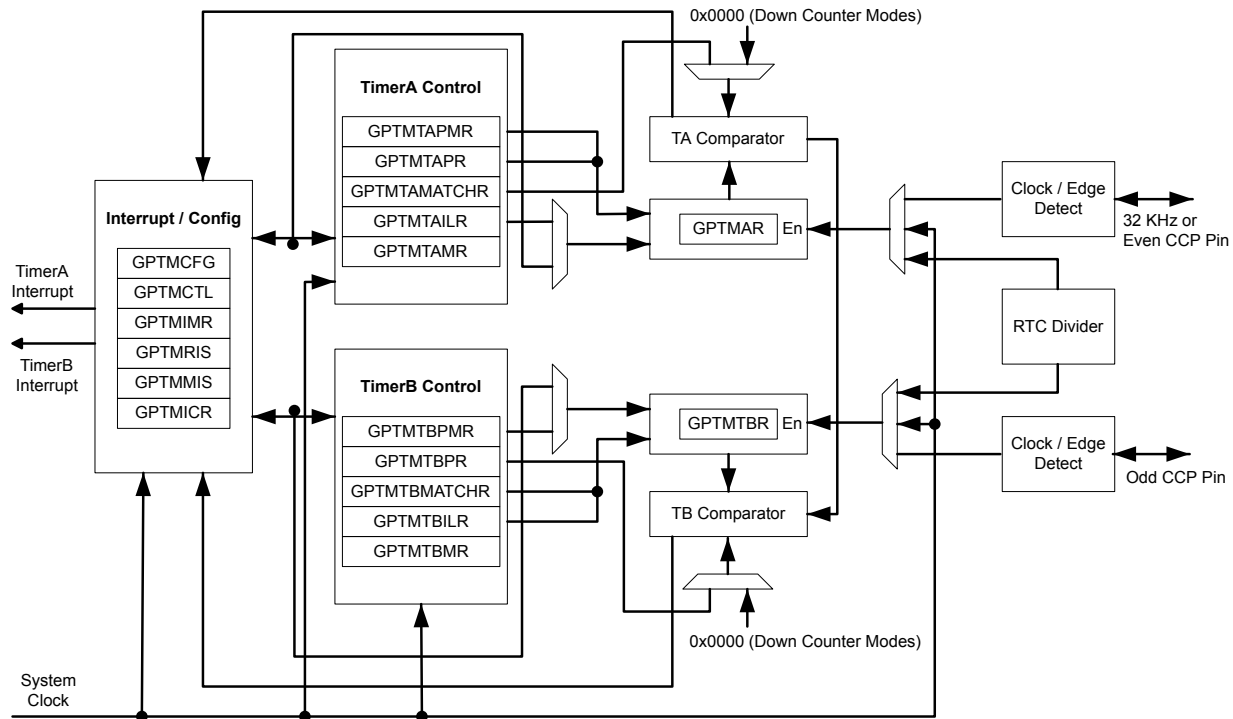 0x0000 (Down Counter Modes)
TimerA Control
GPTMTAPMR
GPTMTAPR
GPTMTAMATCHR
GPTMTAILR
GPTMTAMR
TA Comparator
GPTMAR
En
Clock / Edge
Detect
32 KHz or
Even CCP Pin
Interrupt / Config
GPTMCFG
GPTMCTL
GPTMIMR
GPTMRIS
GPTMMIS
GPTMICR
TimerA
Interrupt
TimerB
Interrupt
RTC Divider
TimerB Control
GPTMTBPMR
GPTMTBPR
GPTMTBMATCHR
GPTMTBILR
GPTMTBMR
GPTMTBR
En
TB Comparator
Clock / Edge
Detect
Odd CCP Pin
0x0000 (Down Counter Modes)
System
Clock